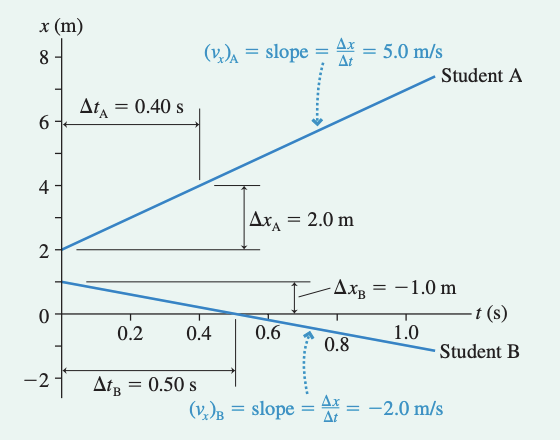 x (m)
(vₓ)A = slope = Δx/Δt = 5.0 m/s
8
Student A
ΔtA = 0.40 s
6
4
ΔxA = 2.0 m
2
ΔxB = −1.0 m
0
t (s)
0.2 0.4 0.6 0.8 1.0
Student B
−2
ΔtB = 0.50 s
(vₓ)B = slope = Δx/Δt = −2.0 m/s